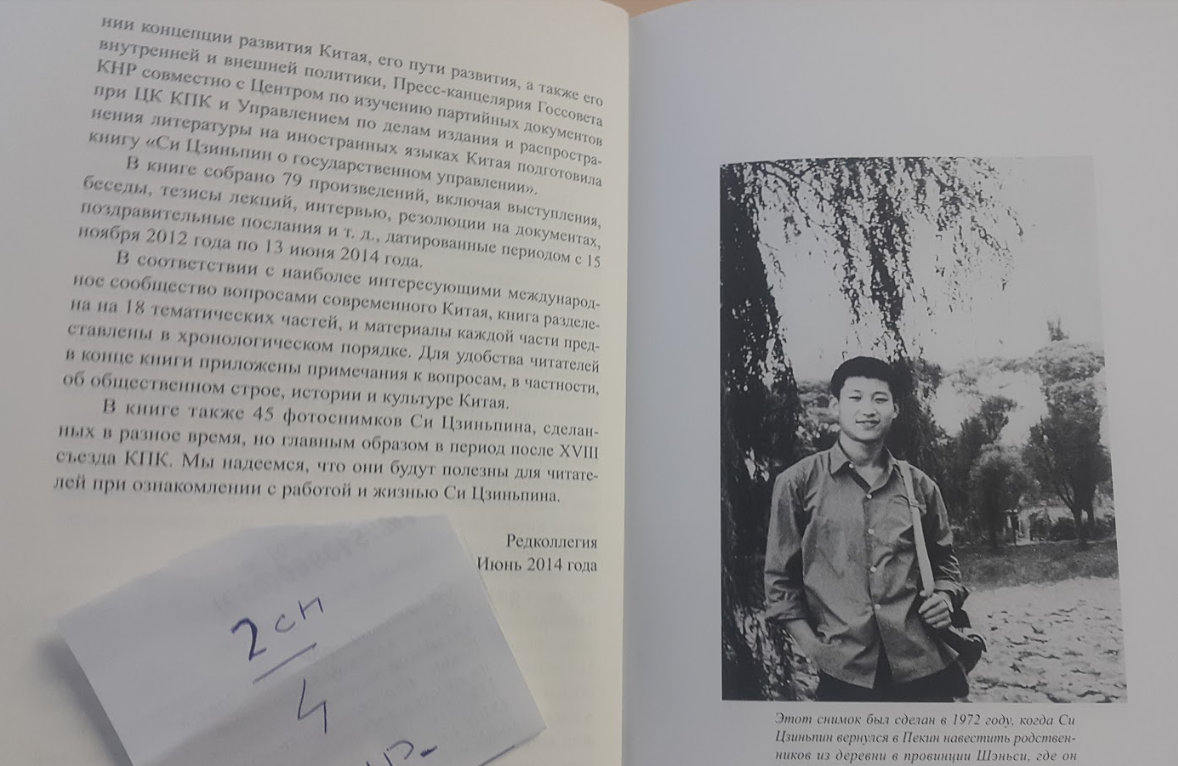 нии концепции развития Китая, его пути развития, а также его
внутренней и внешней политики, Пресс-канцелярия Госсовета
КНР совместно с Центром по изучению партийных документов
при ЦК КПК и Управлением по делам издания и распростра-
нения литературы на иностранных языках Китая подготовила
книгу «Си Цзиньпин о государственном управлении».
В книге собрано 79 произведений, включая выступления,
беседы, тезисы лекций, интервью, резолюции на документах,
поздравительные послания и т. д., датированные периодом с 15
ноября 2012 года по 13 июня 2014 года.
В соответствии с наиболее интересующими международ-
ное сообщество вопросами современного Китая, книга разделе-
на на 18 тематических частей, и материалы каждой части пред-
ставлены в хронологическом порядке. Для удобства читателей
в конце книги приложены примечания к вопросам, в частности,
об общественном строе, истории и культуре Китая.
В книге также 45 фотоснимков Си Цзиньпина, сделан-
ных в разное время, но главным образом в период после XVIII
съезда КПК. Мы надеемся, что они будут полезны для читате-
лей при ознакомлении с работой и жизнью Си Цзиньпина.
Редколлегия
Июнь 2014 года
2 сн
4
Этот снимок был сделан в 1972 году, когда Си
Цзиньпин вернулся в Пекин навестить родствен-
ников из деревни в провинции Шэньси, где он